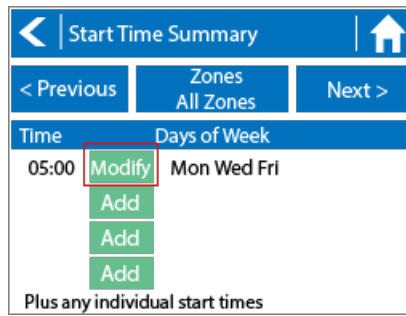 Start Time Summary
< Previous
Zones
All Zones
Next >
Time Days of Week
05:00 Modify Mon Wed Fri
Add
Add
Add
Plus any individual start times